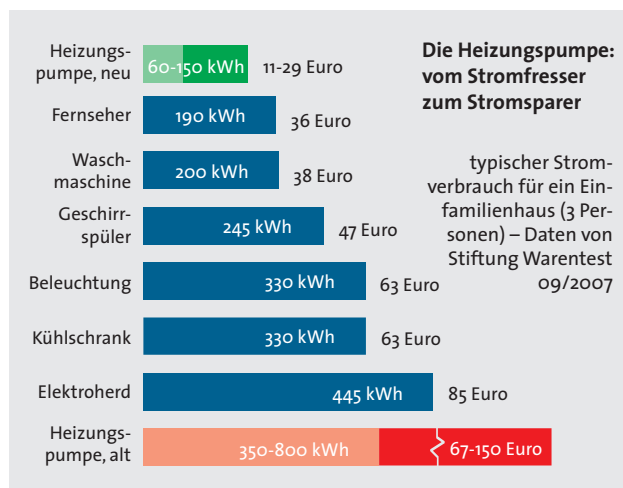 Die Heizungspumpe:
vom Stromfresser
zum Stromsparer
typischer Strom-
verbrauch für ein Ein-
familienhaus (3 Per-
sonen) – Daten von
Stiftung Warentest
09/2007
Heizungs-
pumpe, neu
60-150 kWh
11-29 Euro
Fernseher
190 kWh
36 Euro
Wasch-
maschine
200 kWh
38 Euro
Geschirr-
spüler
245 kWh
47 Euro
Beleuchtung
330 kWh
63 Euro
Kühlschrank
330 kWh
63 Euro
Elektroherd
445 kWh
85 Euro
Heizungs-
pumpe, alt
350-800 kWh
67-150 Euro